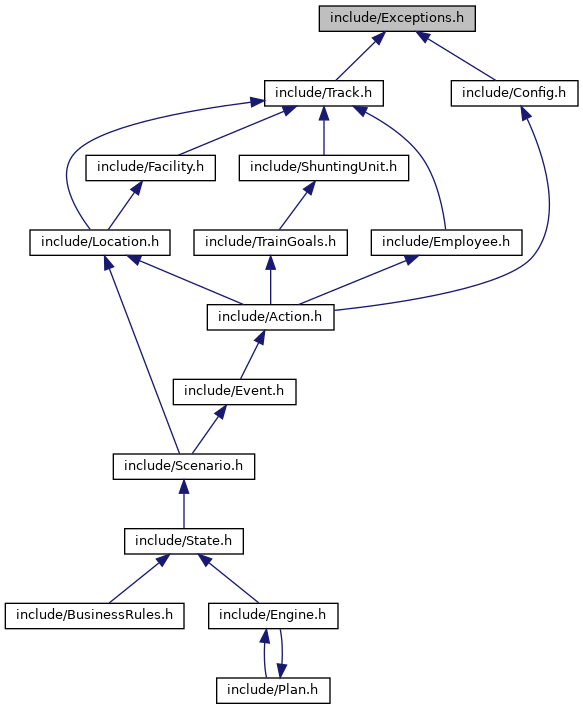 include/Exceptions.h
include/Track.h
include/Config.h
include/Facility.h
include/ShuntingUnit.h
include/Location.h
include/TrainGoals.h
include/Employee.h
include/Action.h
include/Event.h
include/Scenario.h
include/State.h
include/BusinessRules.h
include/Engine.h
include/Plan.h